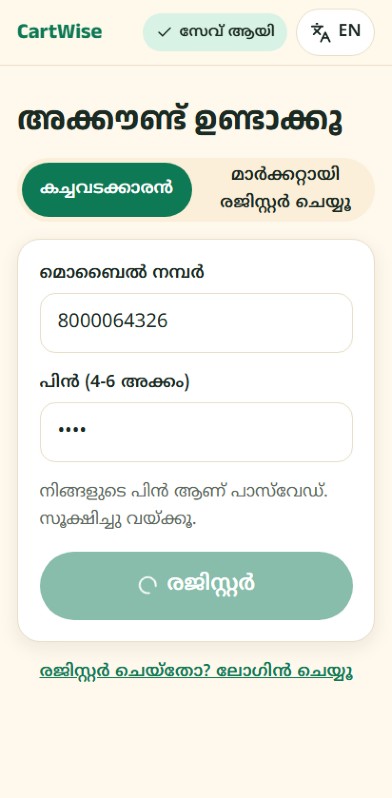 CartWise
സേവ് ആയി
EN
അക്കൗണ്ട് ഉണ്ടാക്കൂ
കച്ചവടക്കാരൻ
മാർക്കറ്റായി
രജിസ്റ്റർ ചെയ്യൂ
മൊബൈൽ നമ്പർ
8000064326
പിൻ (4-6 അക്കം)
••••
നിങ്ങളുടെ പിൻ ആണ് പാസ്‌വേഡ്.
സൂക്ഷിച്ചു വയ്ക്കൂ.
രജിസ്റ്റർ
രജിസ്റ്റർ ചെയ്തോ? ലോഗിൻ ചെയ്യൂ